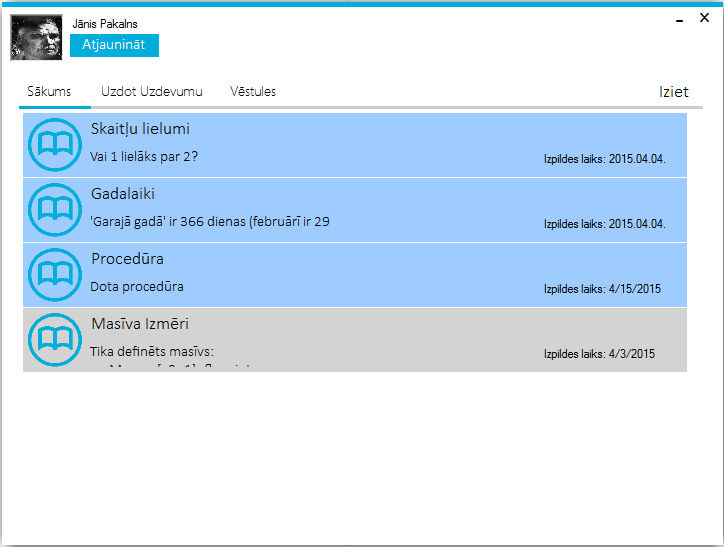 Jānis Pakalns
Atjaunināt
Sākums Uzdot Uzdevumu Vēstules Iziet
Skaitļu lielumi
Vai 1 lielāks par 2?
Izpildes laiks: 2015.04.04.
Gadalaiki
'Garajā gadā' ir 366 dienas (februārī ir 29
Izpildes laiks: 2015.04.04.
Procedūra
Dota procedūra
Izpildes laiks: 4/15/2015
Masīva Izmēri
Tika definēts masīvs:
Izpildes laiks: 4/3/2015